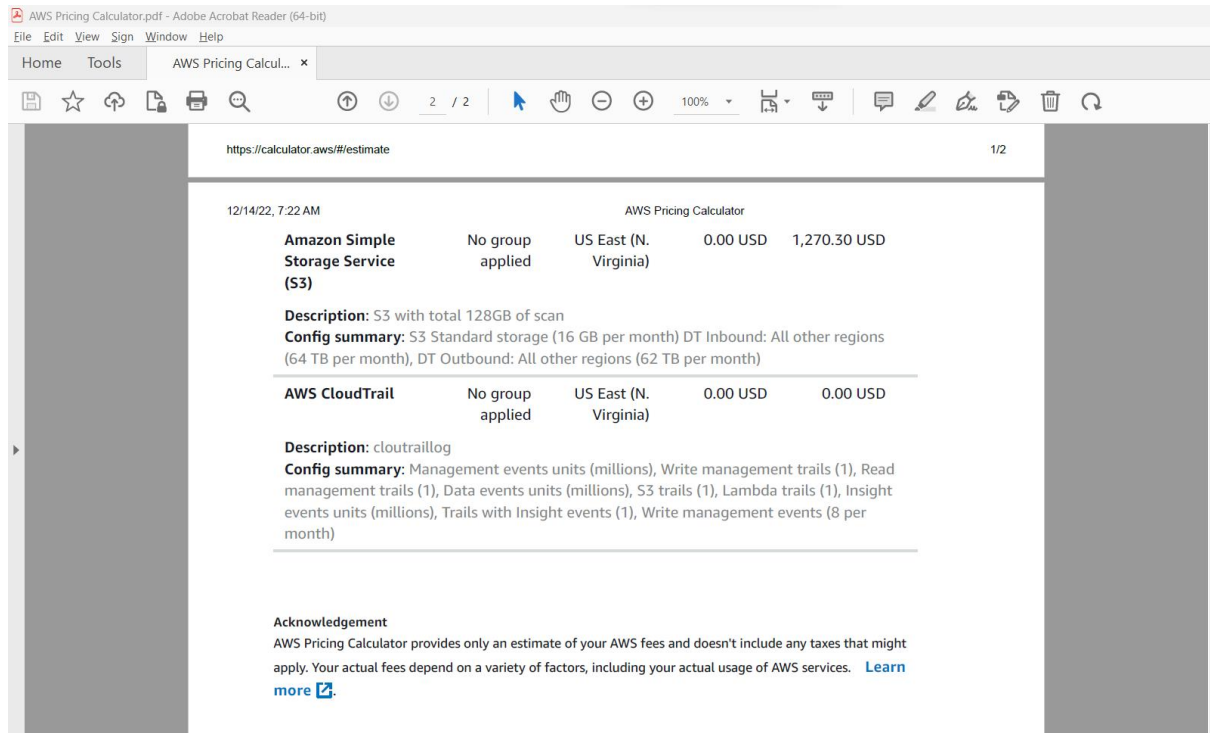 AWS Pricing Calculator.pdf - Adobe Acrobat Reader (64-bit)
File Edit View Sign Window Help
Home Tools AWS Pricing Calcul... ×
2 / 2 100%
https://calculator.aws/#/estimate 1/2
12/14/22, 7:22 AM AWS Pricing Calculator
Amazon Simple No group US East (N. 0.00 USD 1,270.30 USD
Storage Service applied Virginia)
(S3)
Description: S3 with total 128GB of scan
Config summary: S3 Standard storage (16 GB per month) DT Inbound: All other regions
(64 TB per month), DT Outbound: All other regions (62 TB per month)
AWS CloudTrail No group US East (N. 0.00 USD 0.00 USD
applied Virginia)
Description: cloutraillog
Config summary: Management events units (millions), Write management trails (1), Read
management trails (1), Data events units (millions), S3 trails (1), Lambda trails (1), Insight
events units (millions), Trails with Insight events (1), Write management events (8 per
month)
Acknowledgement
AWS Pricing Calculator provides only an estimate of your AWS fees and doesn't include any taxes that might
apply. Your actual fees depend on a variety of factors, including your actual usage of AWS services. Learn
more.